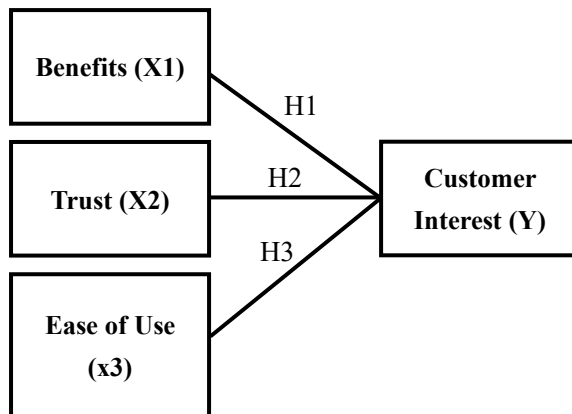 Benefits (X1)
H1
Trust (X2)
H2
Customer
Interest (Y)
H3
Ease of Use
(x3)